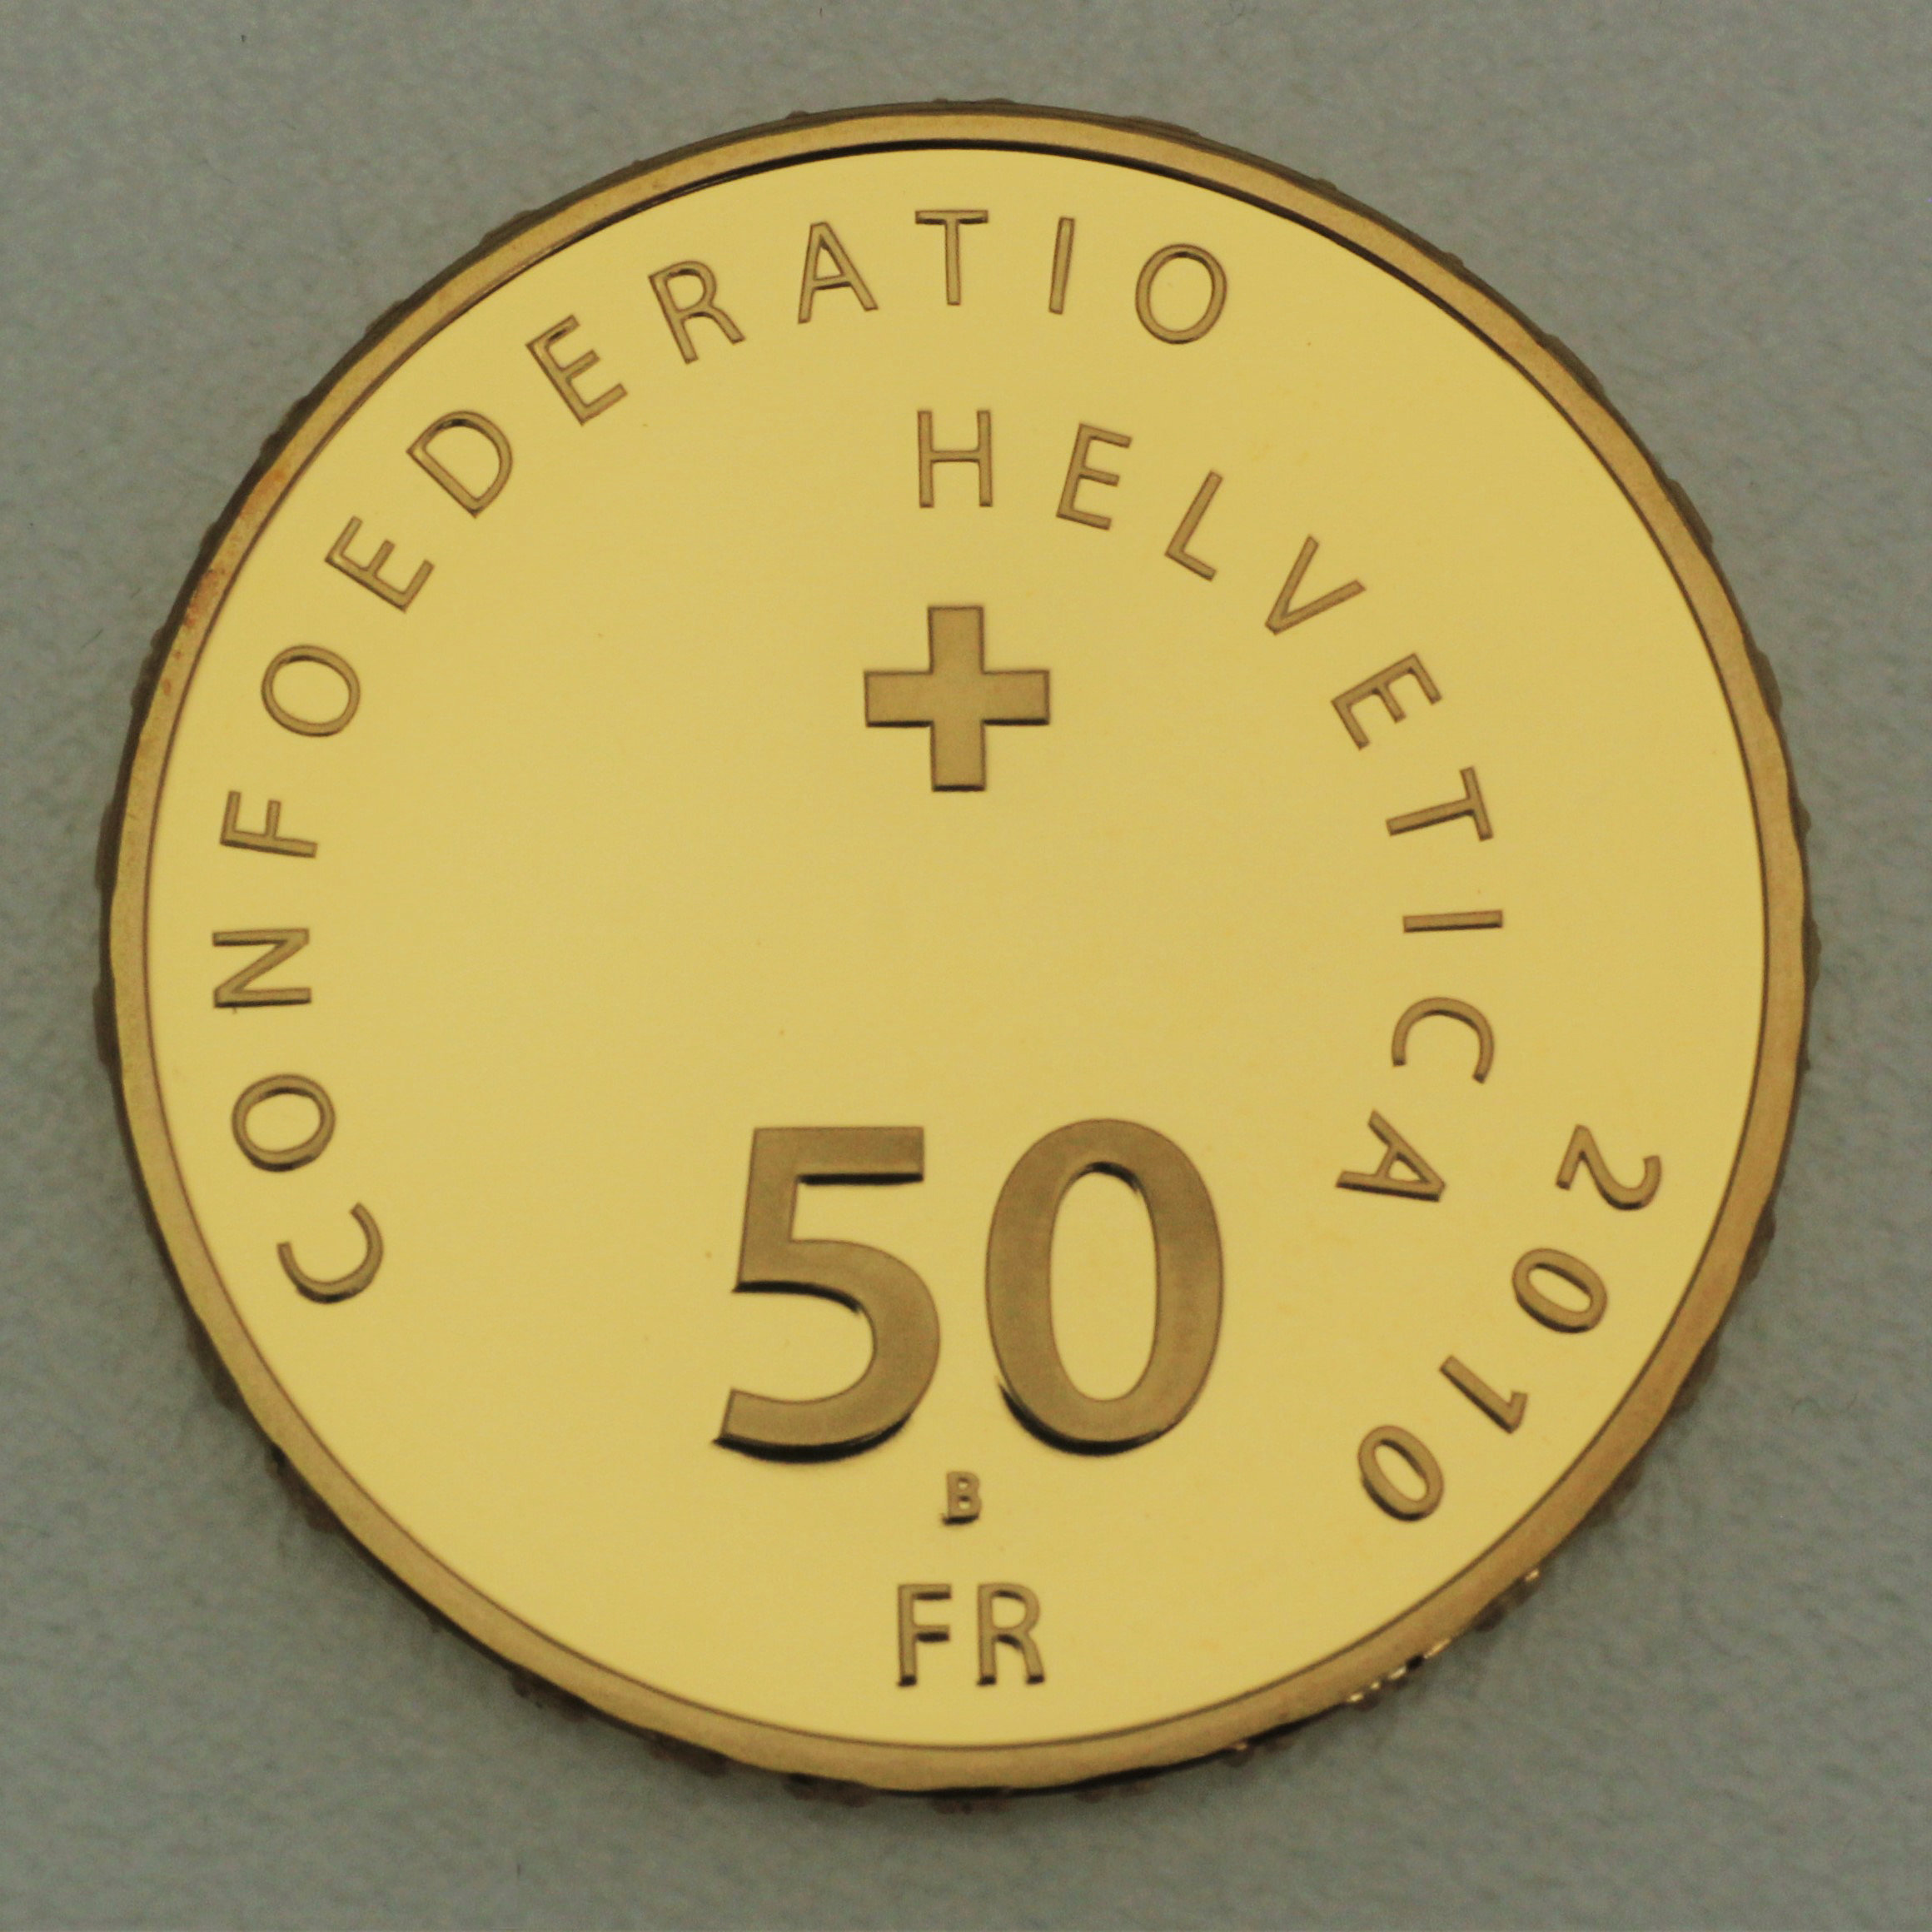 CONFOEDERATIO
HELVETICA
2010
50
B
FR